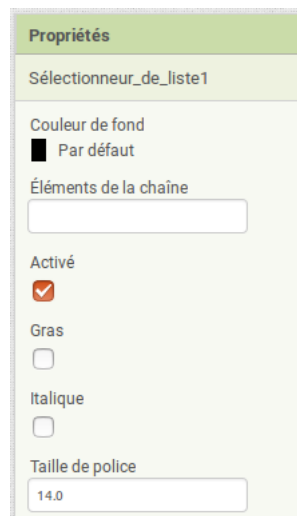 Propriétés
Sélectionneur_de_liste1
Couleur de fond
Par défaut
Éléments de la chaîne
Activé
Gras
Italique
Taille de police
14.0